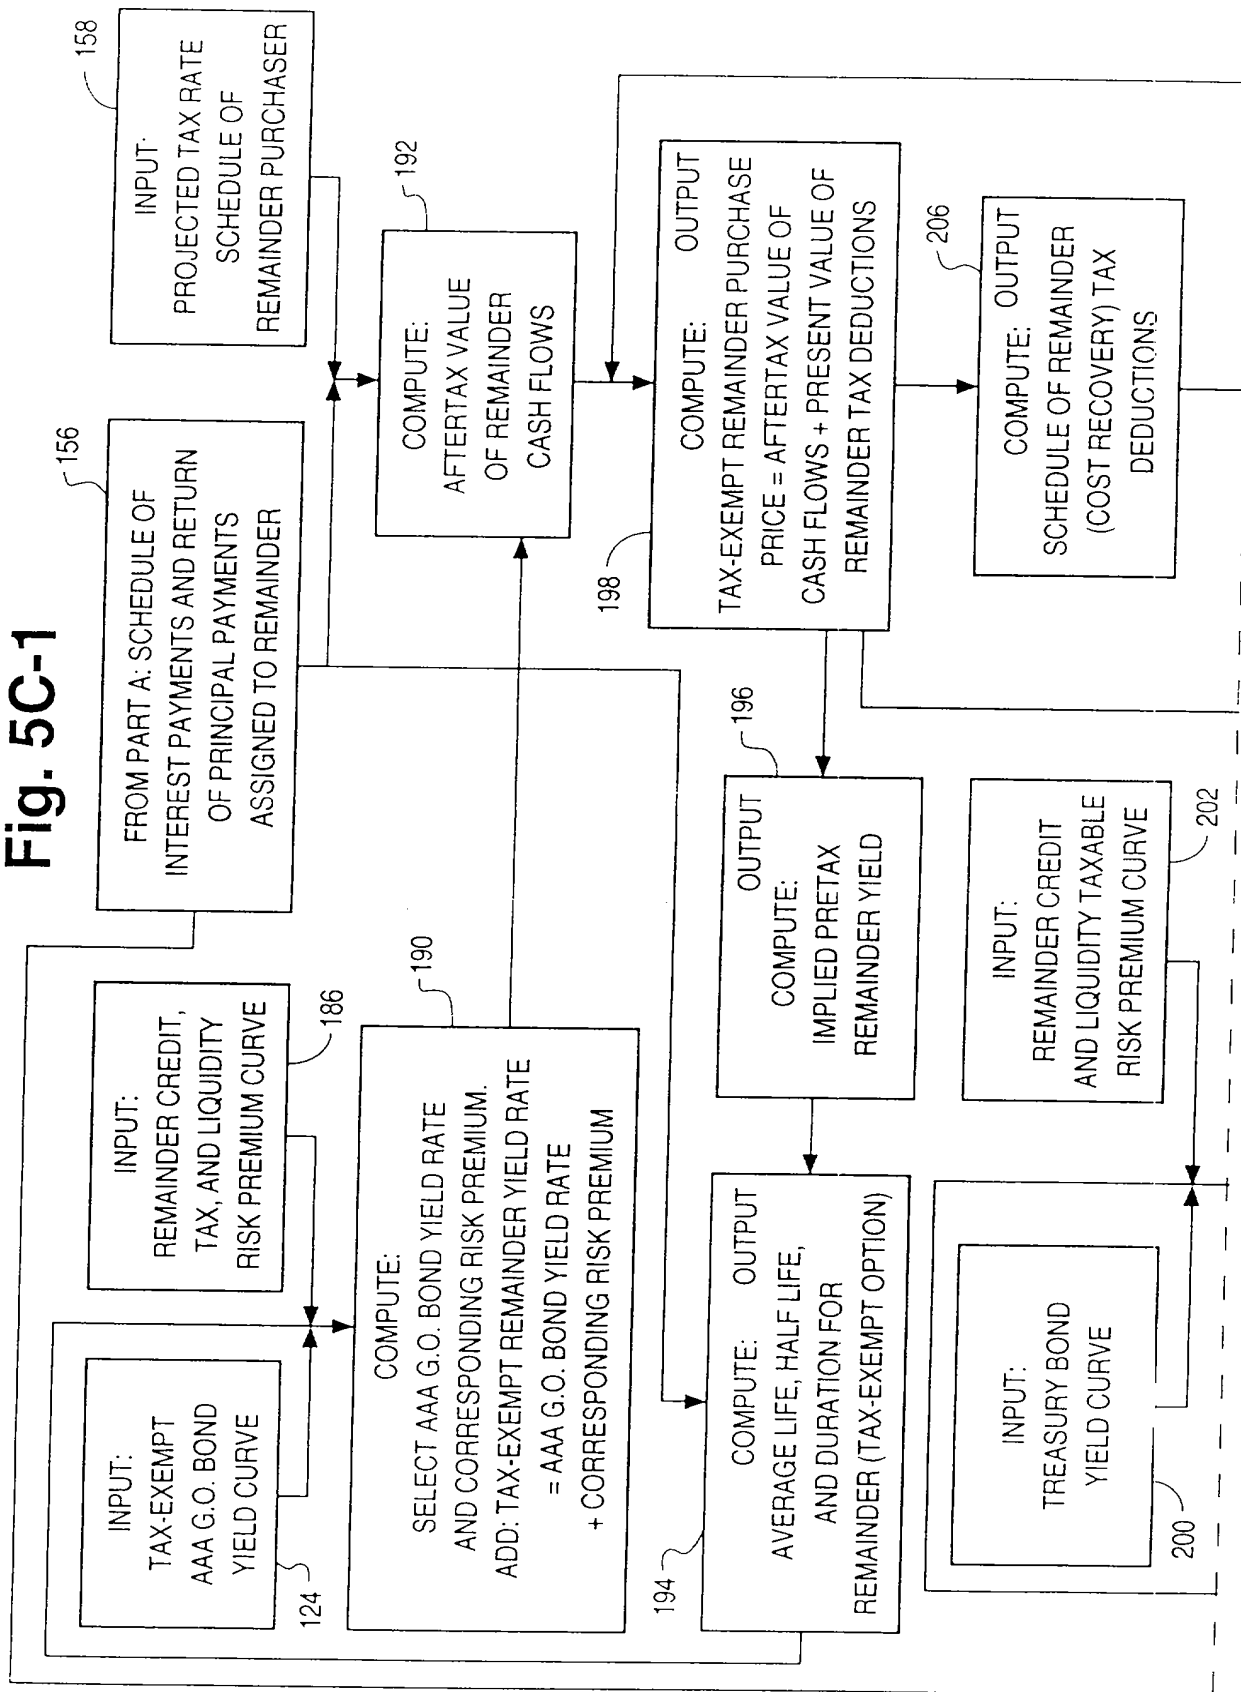 Fig. 5C-1
INPUT:
TAX-EXEMPT
AAA G.O. BOND
YIELD CURVE
124
INPUT:
REMAINDER CREDIT,
TAX, AND LIQUIDITY
RISK PREMIUM CURVE
186
FROM PART A: SCHEDULE OF
INTEREST PAYMENTS AND RETURN
OF PRINCIPAL PAYMENTS
ASSIGNED TO REMAINDER
156
INPUT:
PROJECTED TAX RATE
SCHEDULE OF
REMAINDER PURCHASER
158
COMPUTE:
SELECT AAA G.O. BOND YIELD RATE
AND CORRESPONDING RISK PREMIUM.
ADD: TAX-EXEMPT REMAINDER YIELD RATE
= AAA G.O. BOND YIELD RATE
+ CORRESPONDING RISK PREMIUM
190
COMPUTE:
AFTERTAX VALUE
OF REMAINDER
CASH FLOWS
192
COMPUTE: OUTPUT
AVERAGE LIFE, HALF LIFE,
AND DURATION FOR
REMAINDER (TAX-EXEMPT OPTION)
194
OUTPUT
COMPUTE:
IMPLIED PRETAX
REMAINDER YIELD
196
COMPUTE: OUTPUT
TAX-EXEMPT REMAINDER PURCHASE
PRICE = AFTERTAX VALUE OF
CASH FLOWS + PRESENT VALUE OF
REMAINDER TAX DEDUCTIONS
198
INPUT:
TREASURY BOND
YIELD CURVE
200
INPUT:
REMAINDER CREDIT
AND LIQUIDITY TAXABLE
RISK PREMIUM CURVE
202
COMPUTE: OUTPUT
SCHEDULE OF REMAINDER
(COST RECOVERY) TAX
DEDUCTIONS
206